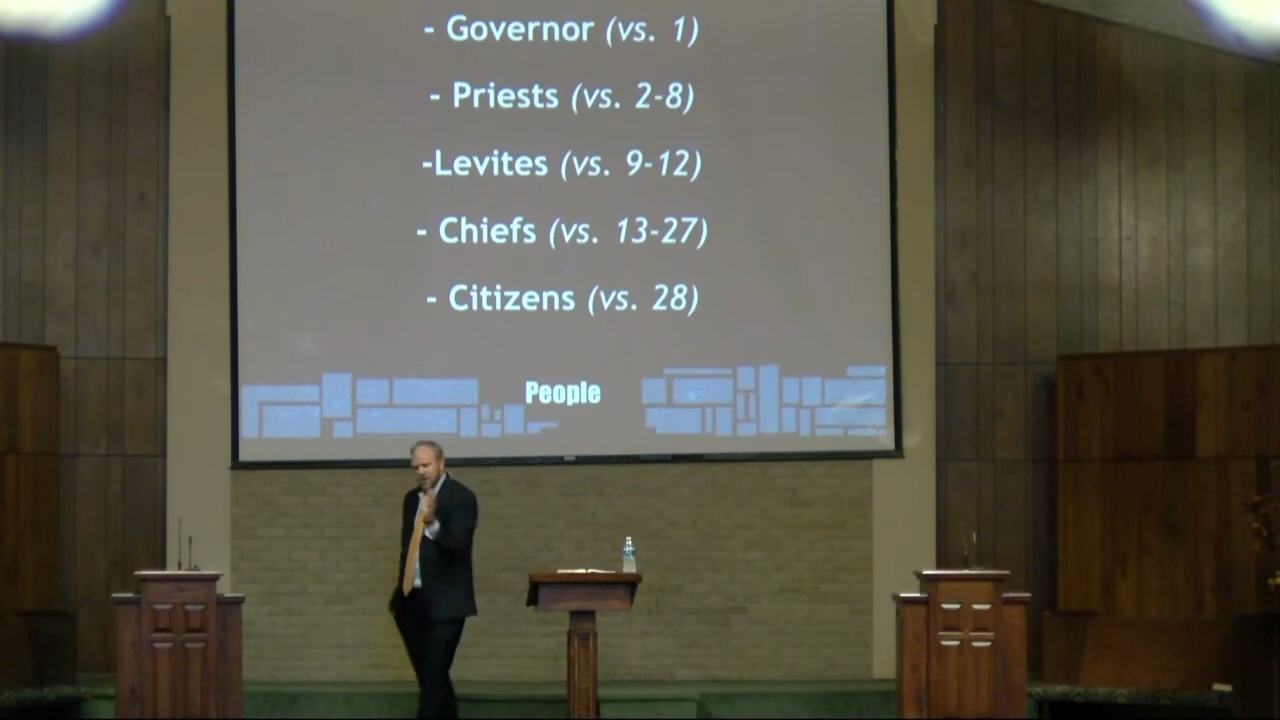 - Governor (vs. 1)
- Priests (vs. 2-8)
-Levites (vs. 9-12)
- Chiefs (vs. 13-27)
- Citizens (vs. 28)
People